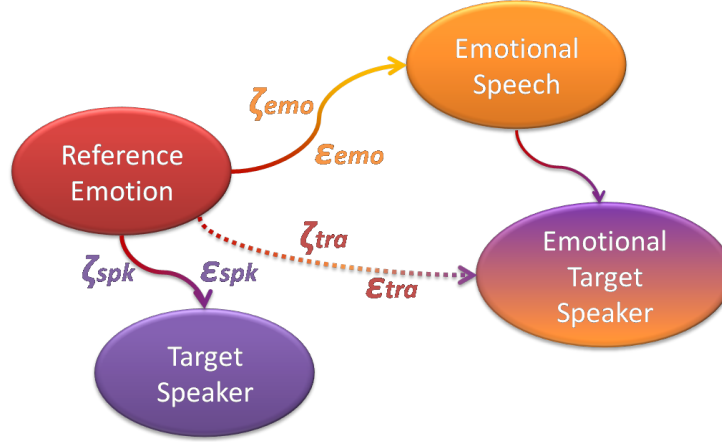 Emotional
Speech
ζemo
εemo
Reference
Emotion
ζtra
εtra
Emotional
Target
Speaker
ζspk
εspk
Target
Speaker